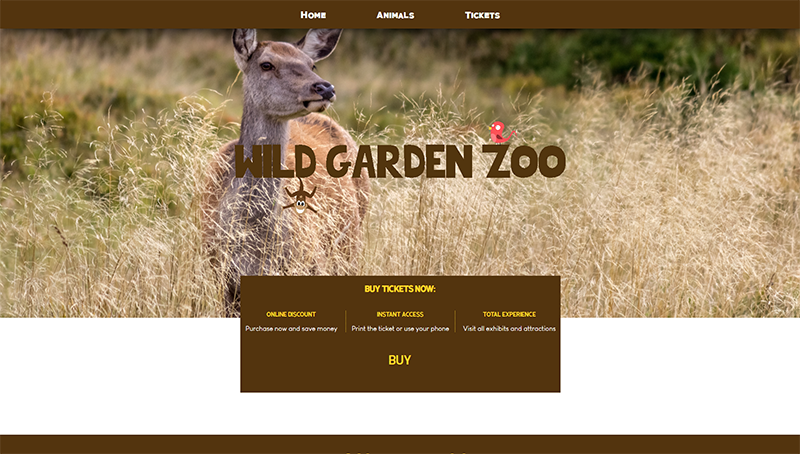 Home Animals Tickets
WILD GARDEN ZOO
BUY TICKETS NOW:
ONLINE DISCOUNT INSTANT ACCESS TOTAL EXPERIENCE
Purchase now and save money Print the ticket or use your phone Visit all exhibits and attractions
BUY